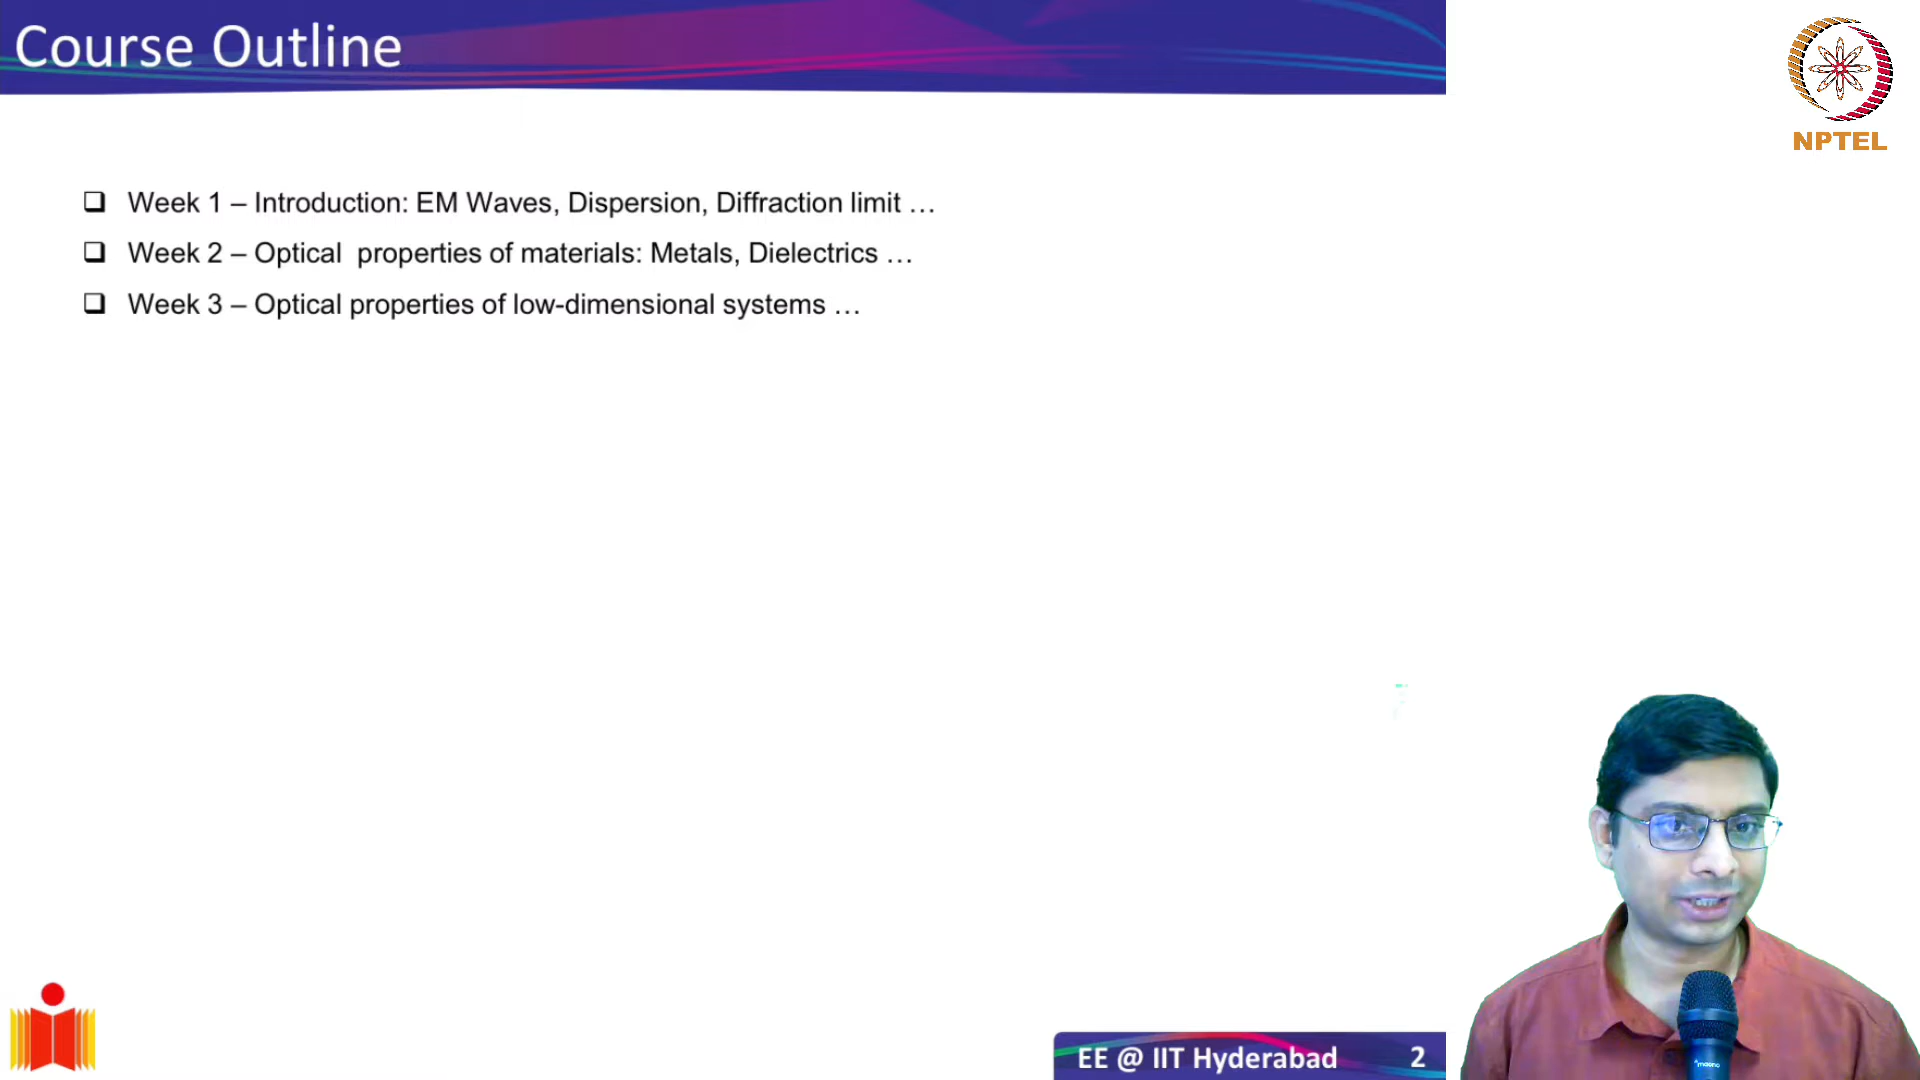 Course Outline
NPTEL
Week 1 – Introduction: EM Waves, Dispersion, Diffraction limit …
Week 2 – Optical properties of materials: Metals, Dielectrics …
Week 3 – Optical properties of low-dimensional systems …
maono
EE @ IIT Hyderabad 2